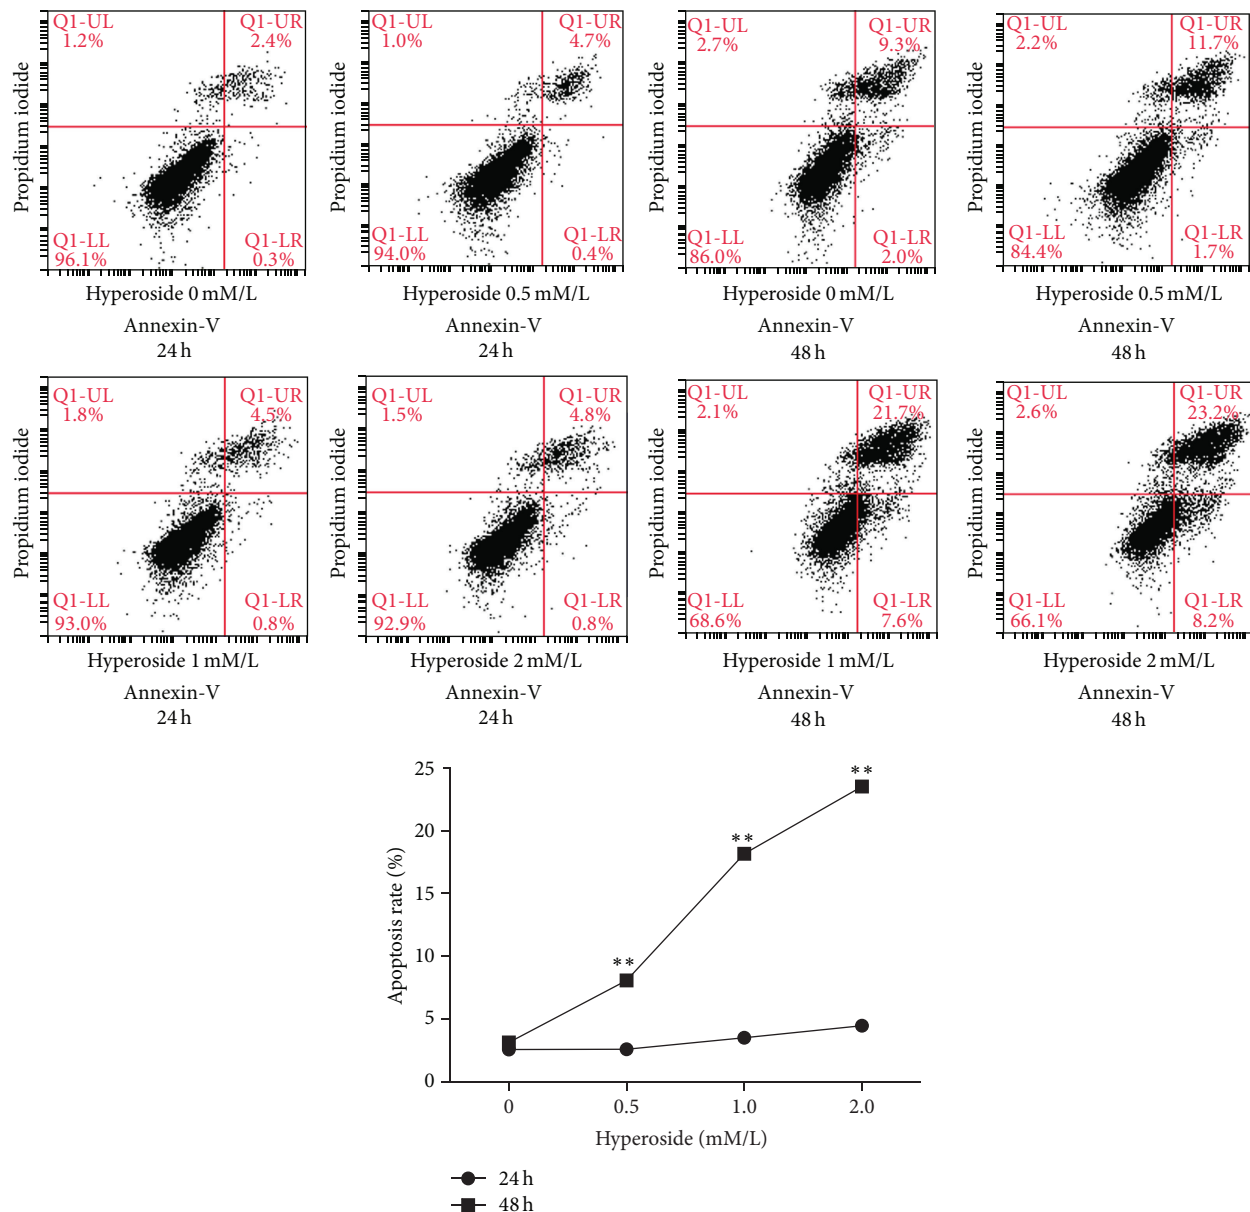 Q1-UL Q1-UR
1.2% 2.4%
Propidium iodide
Q1-LL Q1-LR
96.1% 0.3%
Hyperoside 0 mM/L
Annexin-V
24 h
Q1-UL Q1-UR
1.0% 4.7%
Propidium iodide
Q1-LL Q1-LR
94.0% 0.4%
Hyperoside 0.5 mM/L
Annexin-V
24 h
Q1-UL Q1-UR
2.7% 9.3%
Propidium iodide
Q1-LL Q1-LR
86.0% 2.0%
Hyperoside 0 mM/L
Annexin-V
48 h
Q1-UL Q1-UR
2.2% 11.7%
Propidium iodide
Q1-LL Q1-LR
84.4% 1.7%
Hyperoside 0.5 mM/L
Annexin-V
48 h
Q1-UL Q1-UR
1.8% 4.5%
Propidium iodide
Q1-LL Q1-LR
93.0% 0.8%
Hyperoside 1 mM/L
Annexin-V
24 h
Q1-UL Q1-UR
1.5% 4.8%
Propidium iodide
Q1-LL Q1-LR
92.9% 0.8%
Hyperoside 2 mM/L
Annexin-V
24 h
Q1-UL Q1-UR
2.1% 21.7%
Propidium iodide
Q1-LL Q1-LR
68.6% 7.6%
Hyperoside 1 mM/L
Annexin-V
48 h
Q1-UL Q1-UR
2.6% 23.2%
Propidium iodide
Q1-LL Q1-LR
66.1% 8.2%
Hyperoside 2 mM/L
Annexin-V
48 h
Apoptosis rate (%)
25
20
15
10
5
0
**
**
**
0 0.5 1.0 2.0
Hyperoside (mM/L)
24 h
48 h